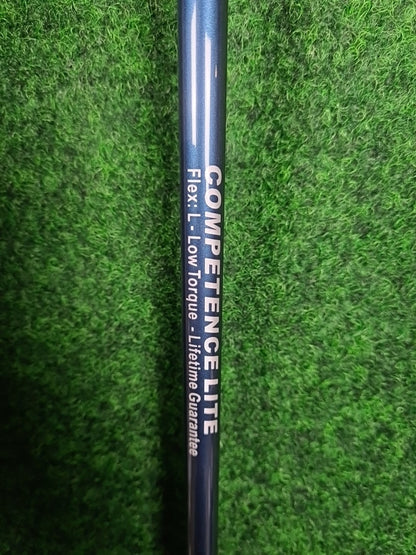 COMPETENCE LITE
Flex: L - Low Torque - Lifetime Guarantee